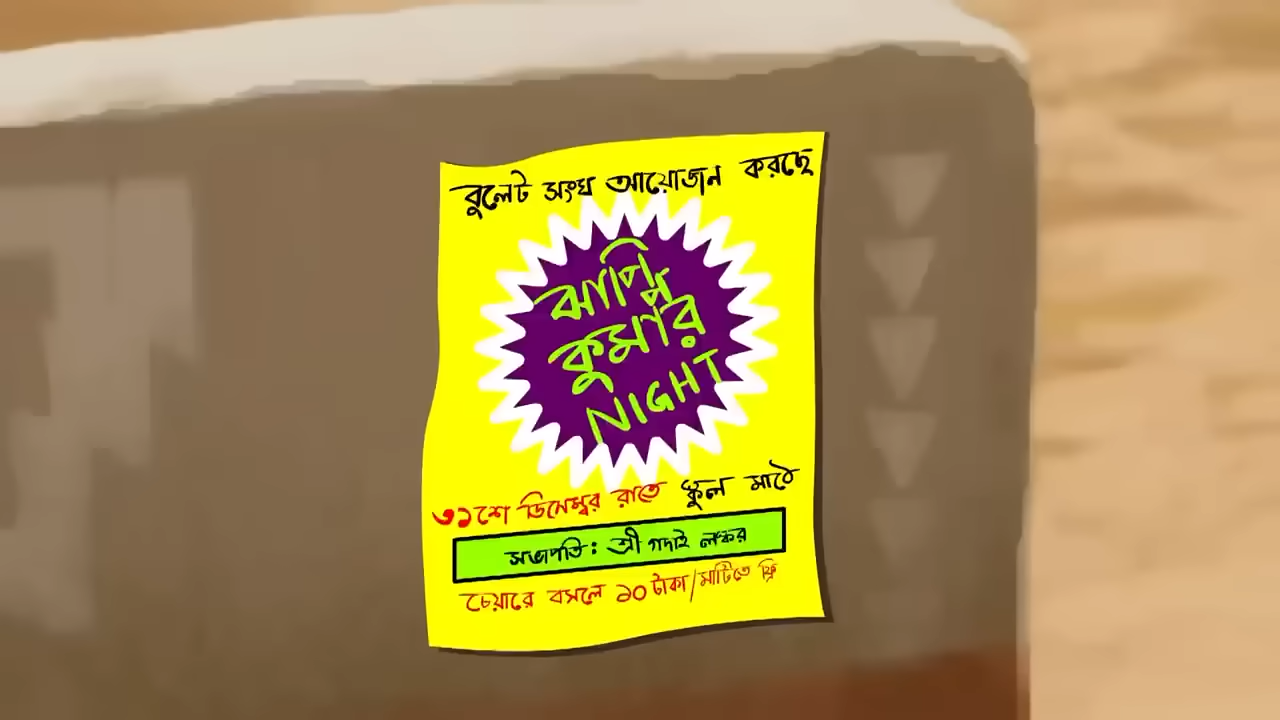 বুলেট সংঘ আয়োজন করছে
ঝাপ্পি
কুমার
NIGHT
৩১শে ডিসেম্বর রাতে স্কুল মাঠে
সভাপতি: শ্রী গদাই লস্কর
চেয়ারে বসলে ১০ টাকা/মাটিতে ফ্রি